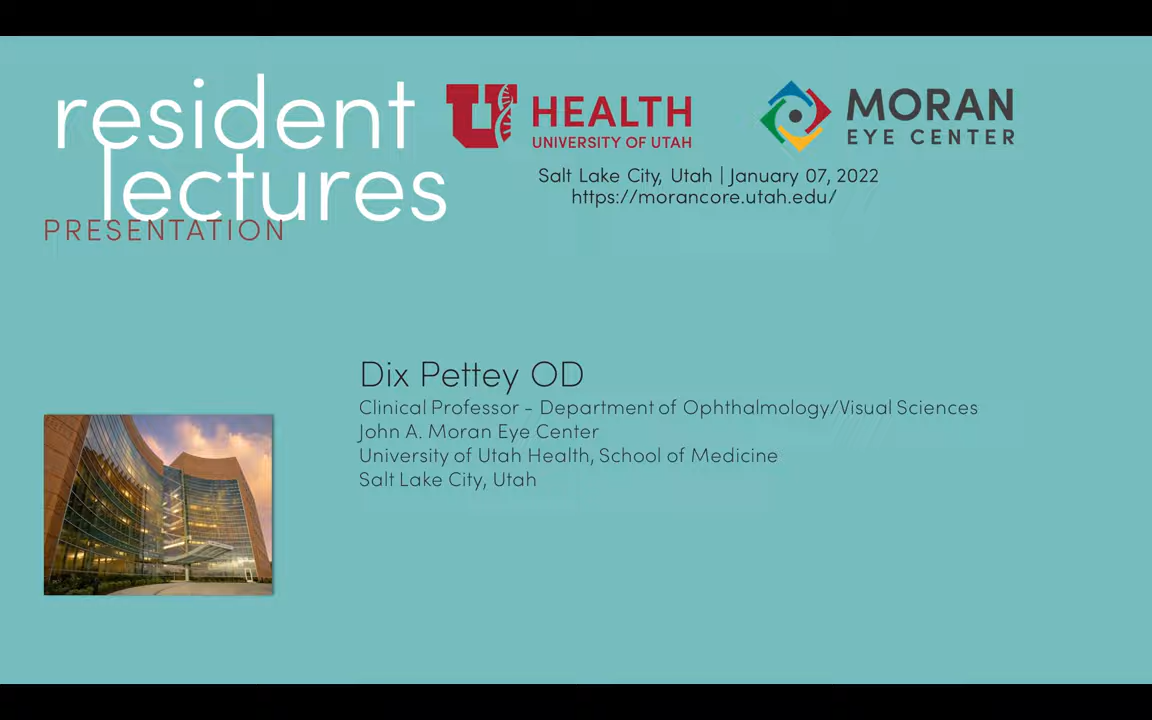 resident
lectures
PRESENTATION
U HEALTH
UNIVERSITY OF UTAH
MORAN
EYE CENTER
Salt Lake City, Utah | January 07, 2022
https://morancore.utah.edu/
Dix Pettey OD
Clinical Professor - Department of Ophthalmology/Visual Sciences
John A. Moran Eye Center
University of Utah Health, School of Medicine
Salt Lake City, Utah